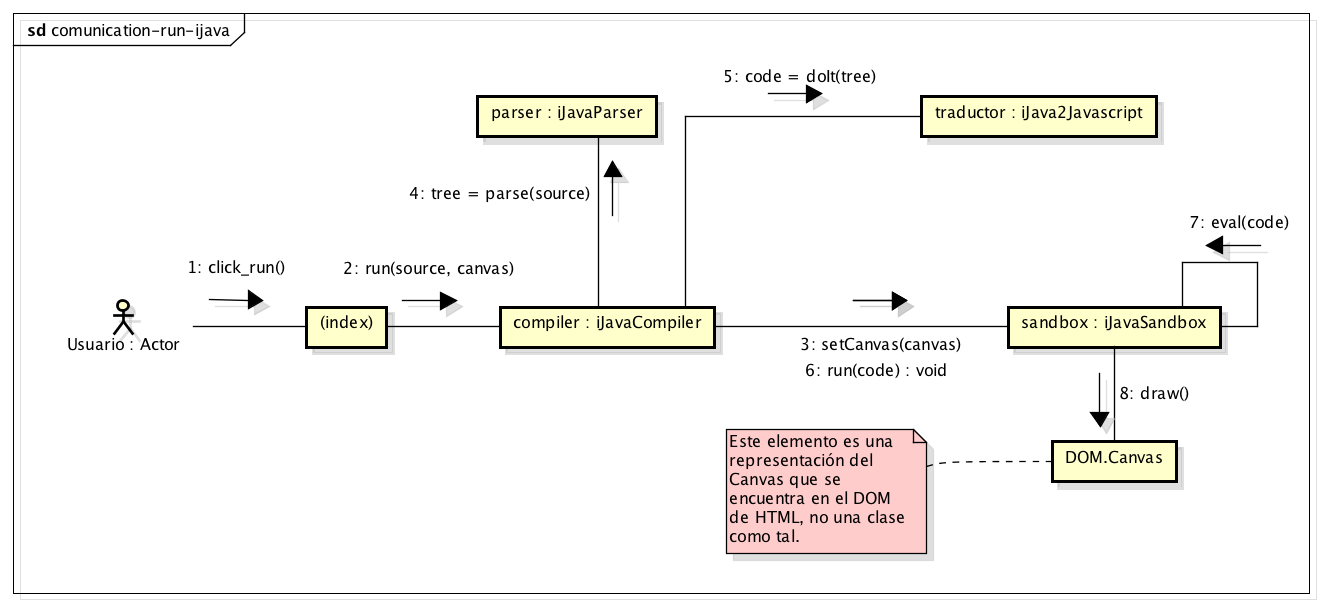 sd comunication-run-ijava
5: code = doIt(tree)
parser : iJavaParser
traductor : iJava2Javascript
4: tree = parse(source)
7: eval(code)
1: click_run()
2: run(source, canvas)
(index)
compiler : iJavaCompiler
sandbox : iJavaSandbox
Usuario : Actor
3: setCanvas(canvas)
6: run(code) : void
8: draw()
Este elemento es una
representación del
Canvas que se
encuentra en el DOM
de HTML, no una clase
como tal.
DOM.Canvas